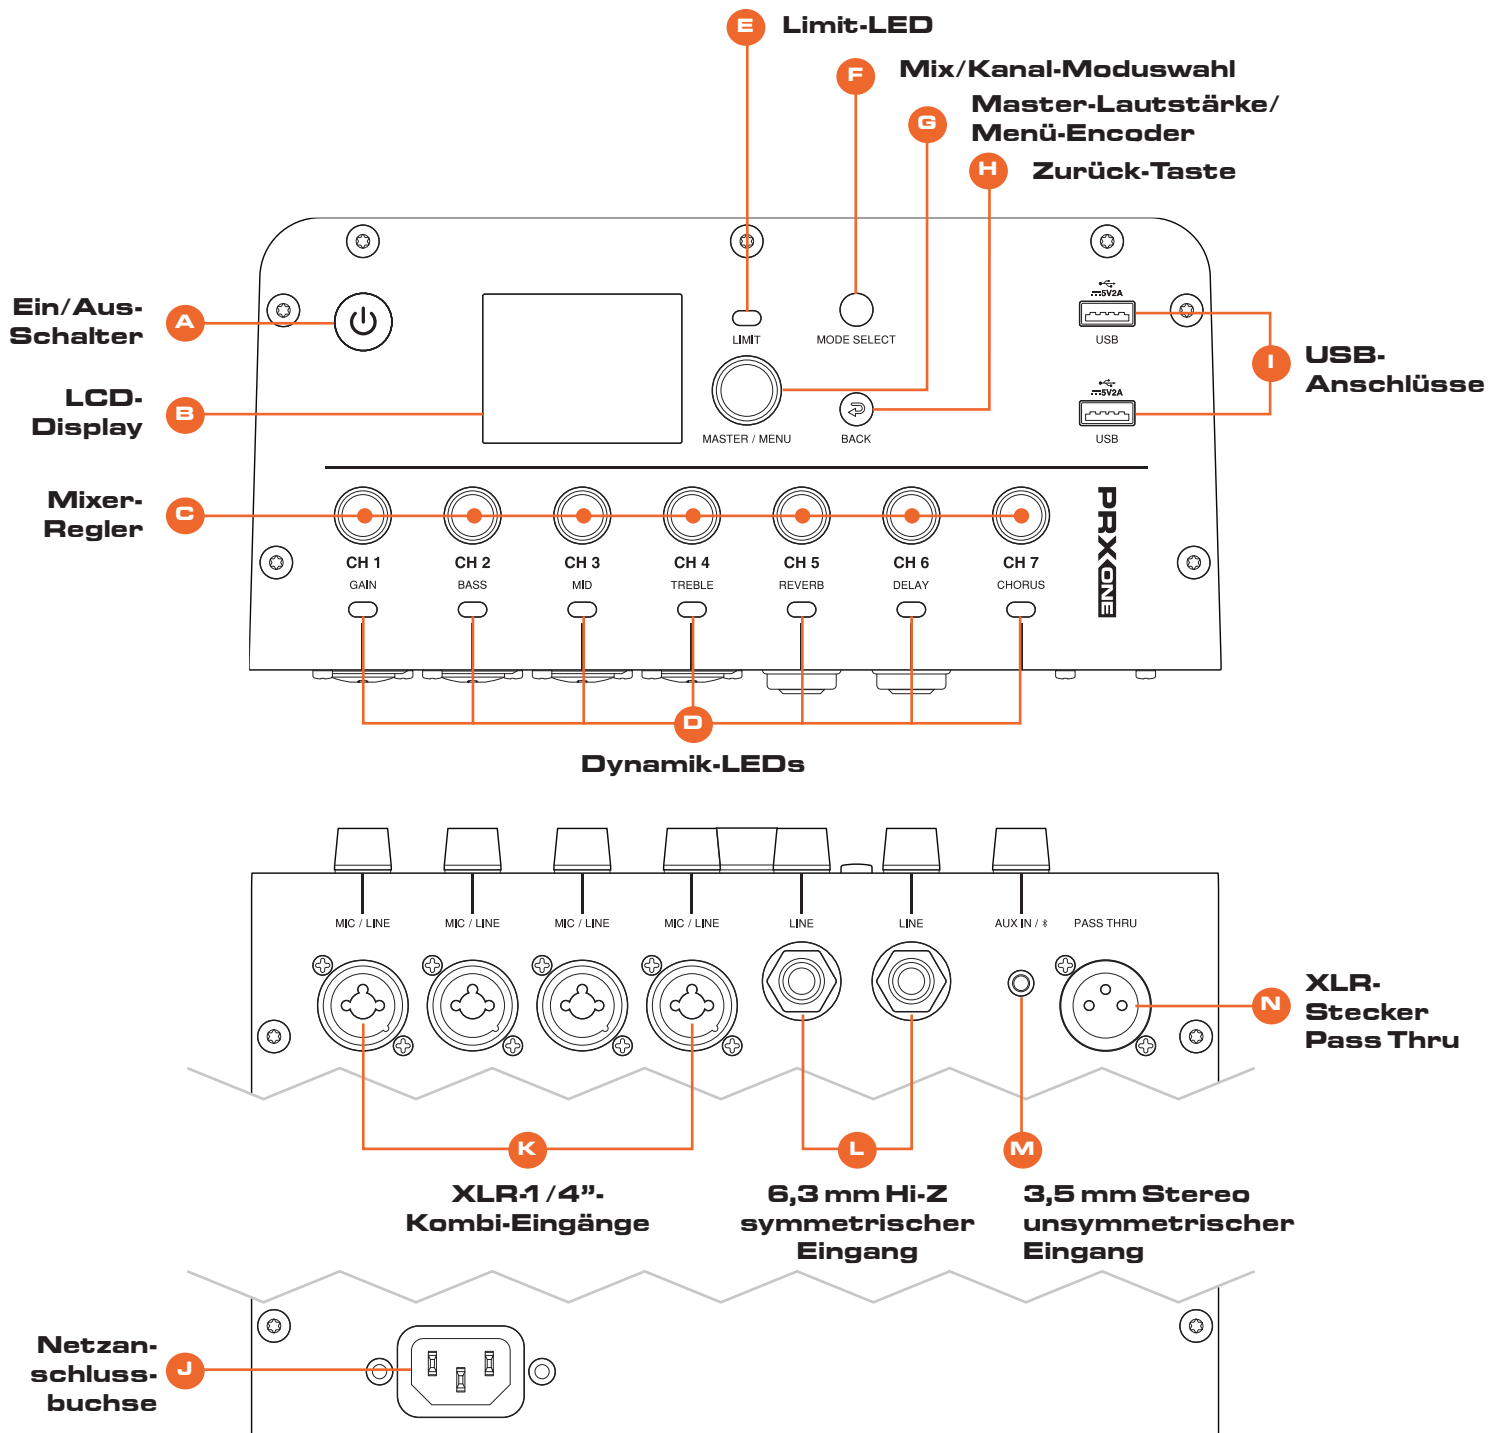 E Limit-LED
F Mix/Kanal-Moduswahl
G Master-Lautstärke/
Menü-Encoder
H Zurück-Taste
A Ein/Aus-
Schalter
B LCD-
Display
C Mixer-
Regler
I USB-
Anschlüsse
LIMIT
MODE SELECT
MASTER / MENU
BACK
5V2A
USB
5V2A
USB
CH 1 CH 2 CH 3 CH 4 CH 5 CH 6 CH 7
GAIN BASS MID TREBLE REVERB DELAY CHORUS
PRX ONE
D
Dynamik-LEDs
MIC / LINE MIC / LINE MIC / LINE MIC / LINE LINE LINE AUX IN / PASS THRU
N XLR-
Stecker
Pass Thru
K
XLR-1/4”-
Kombi-Eingänge
L
6,3 mm Hi-Z
symmetrischer
Eingang
M
3,5 mm Stereo
unsymmetrischer
Eingang
J Netzan-
schluss-
buchse